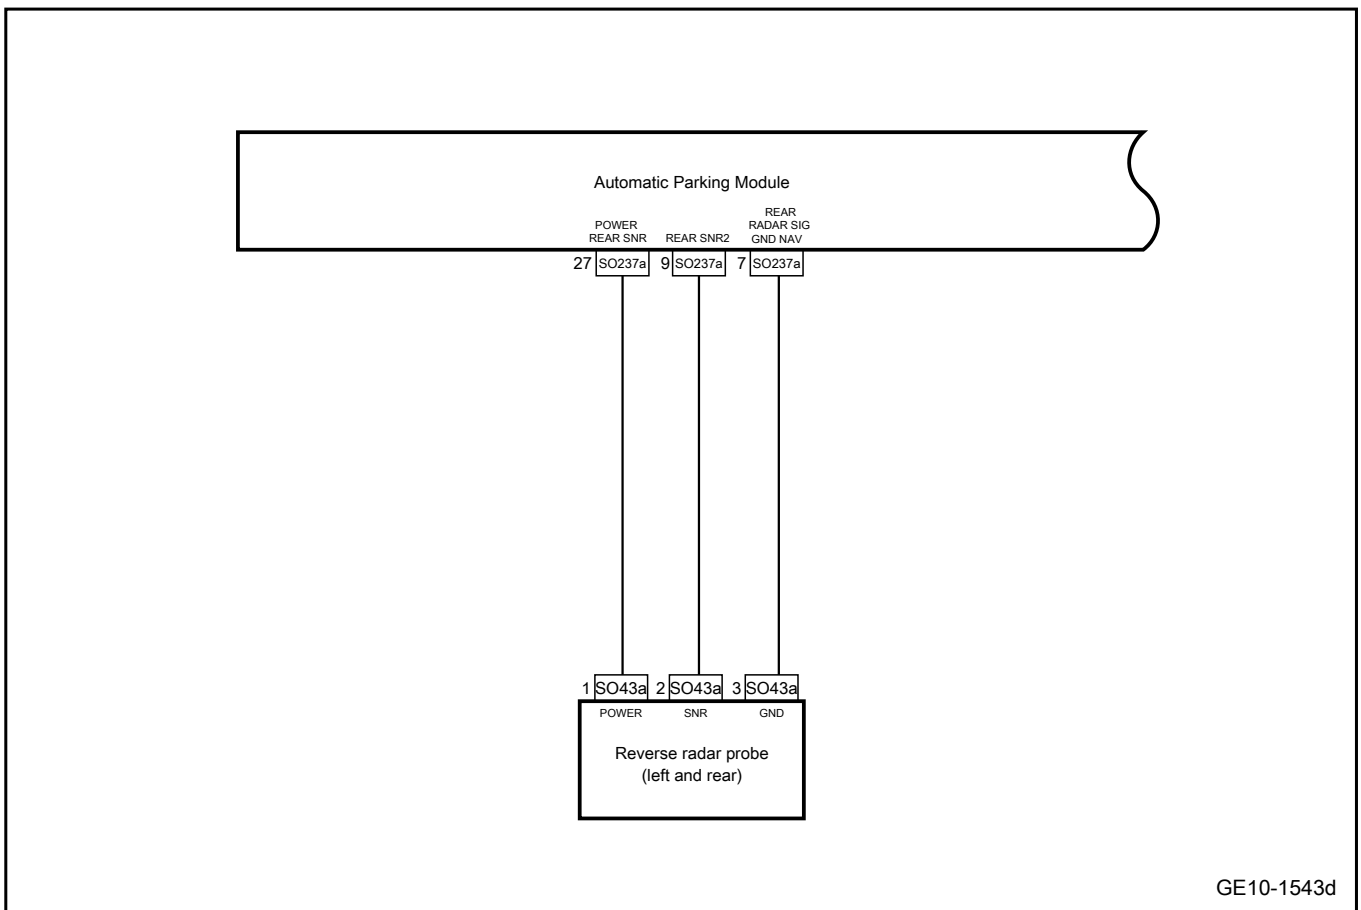 Automatic Parking Module
POWER
REAR SNR
REAR SNR2
REAR
RADAR SIG
GND NAV
27 SO237a
9 SO237a
7 SO237a
1 SO43a
2 SO43a
3 SO43a
POWER
SNR
GND
Reverse radar probe
(left and rear)
GE10-1543d